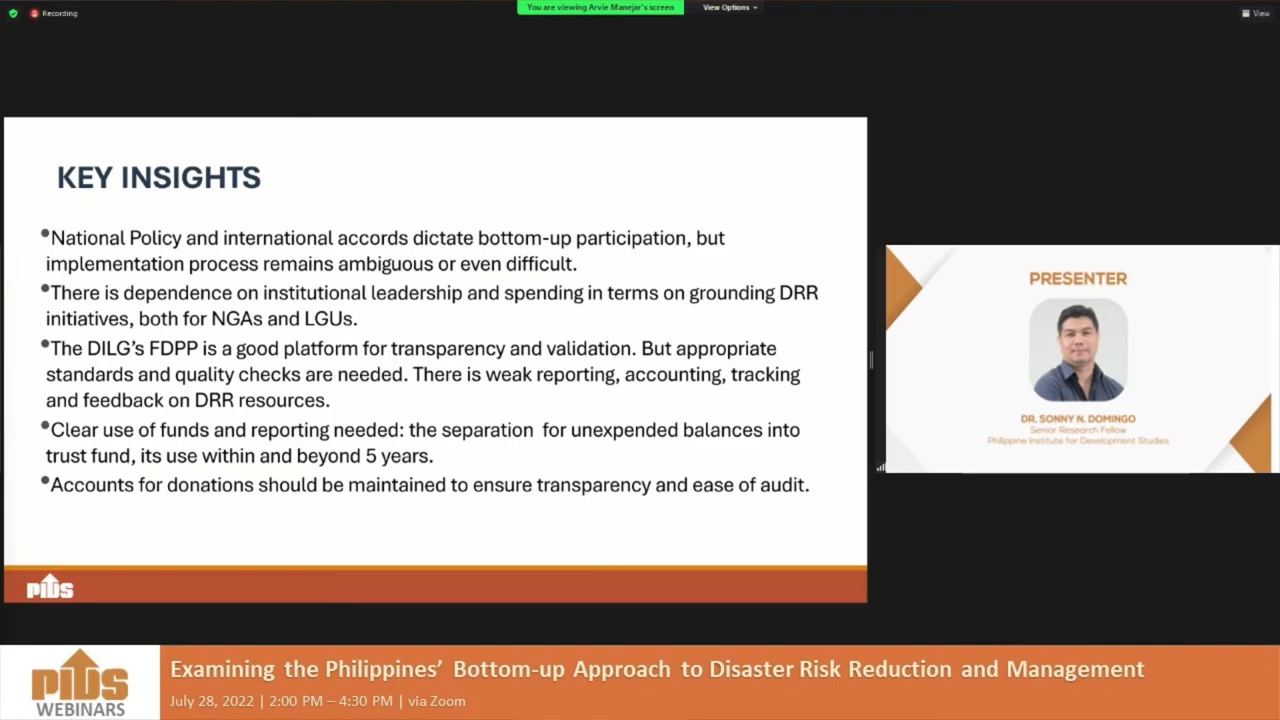 Recording
You are viewing Arvie Manejar's screen
View Options
View
KEY INSIGHTS
•National Policy and international accords dictate bottom-up participation, but
implementation process remains ambiguous or even difficult.
•There is dependence on institutional leadership and spending in terms on grounding DRR
initiatives, both for NGAs and LGUs.
•The DILG's FDPP is a good platform for transparency and validation. But appropriate
standards and quality checks are needed. There is weak reporting, accounting, tracking
and feedback on DRR resources.
•Clear use of funds and reporting needed: the separation for unexpended balances into
trust fund, its use within and beyond 5 years.
•Accounts for donations should be maintained to ensure transparency and ease of audit.
PIDS
PRESENTER
DR. SONNY N. DOMINGO
Senior Research Fellow
Philippine Institute for Development Studies
PIDS
WEBINARS
Examining the Philippines' Bottom-up Approach to Disaster Risk Reduction and Management
July 28, 2022 | 2:00 PM – 4:30 PM | via Zoom